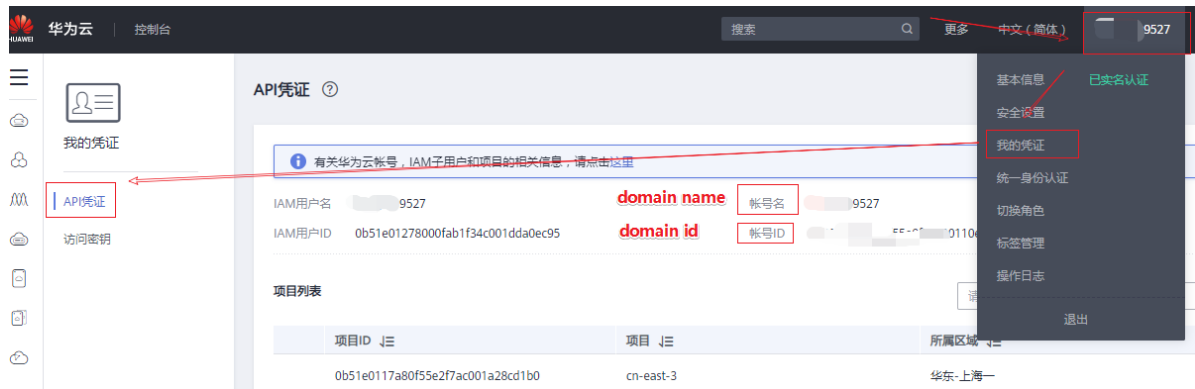 HUAWEI 华为云 控制台 搜索 更多 中文（简体） 9527
我的凭证
API凭证
访问密钥
API凭证
有关华为云帐号，IAM子用户和项目的相关信息，请点击这里
IAM用户名 9527 domain name 帐号名 9527
IAM用户ID 0b51e01278000fab1f34c001dda0ec95 domain id 帐号ID
项目列表
项目ID 项目 所属区域
0b51e0117a80f55e2f7ac001a28cd1b0 cn-east-3 华东-上海一
基本信息 已实名认证
安全设置
我的凭证
统一身份认证
切换角色
标签管理
操作日志
退出